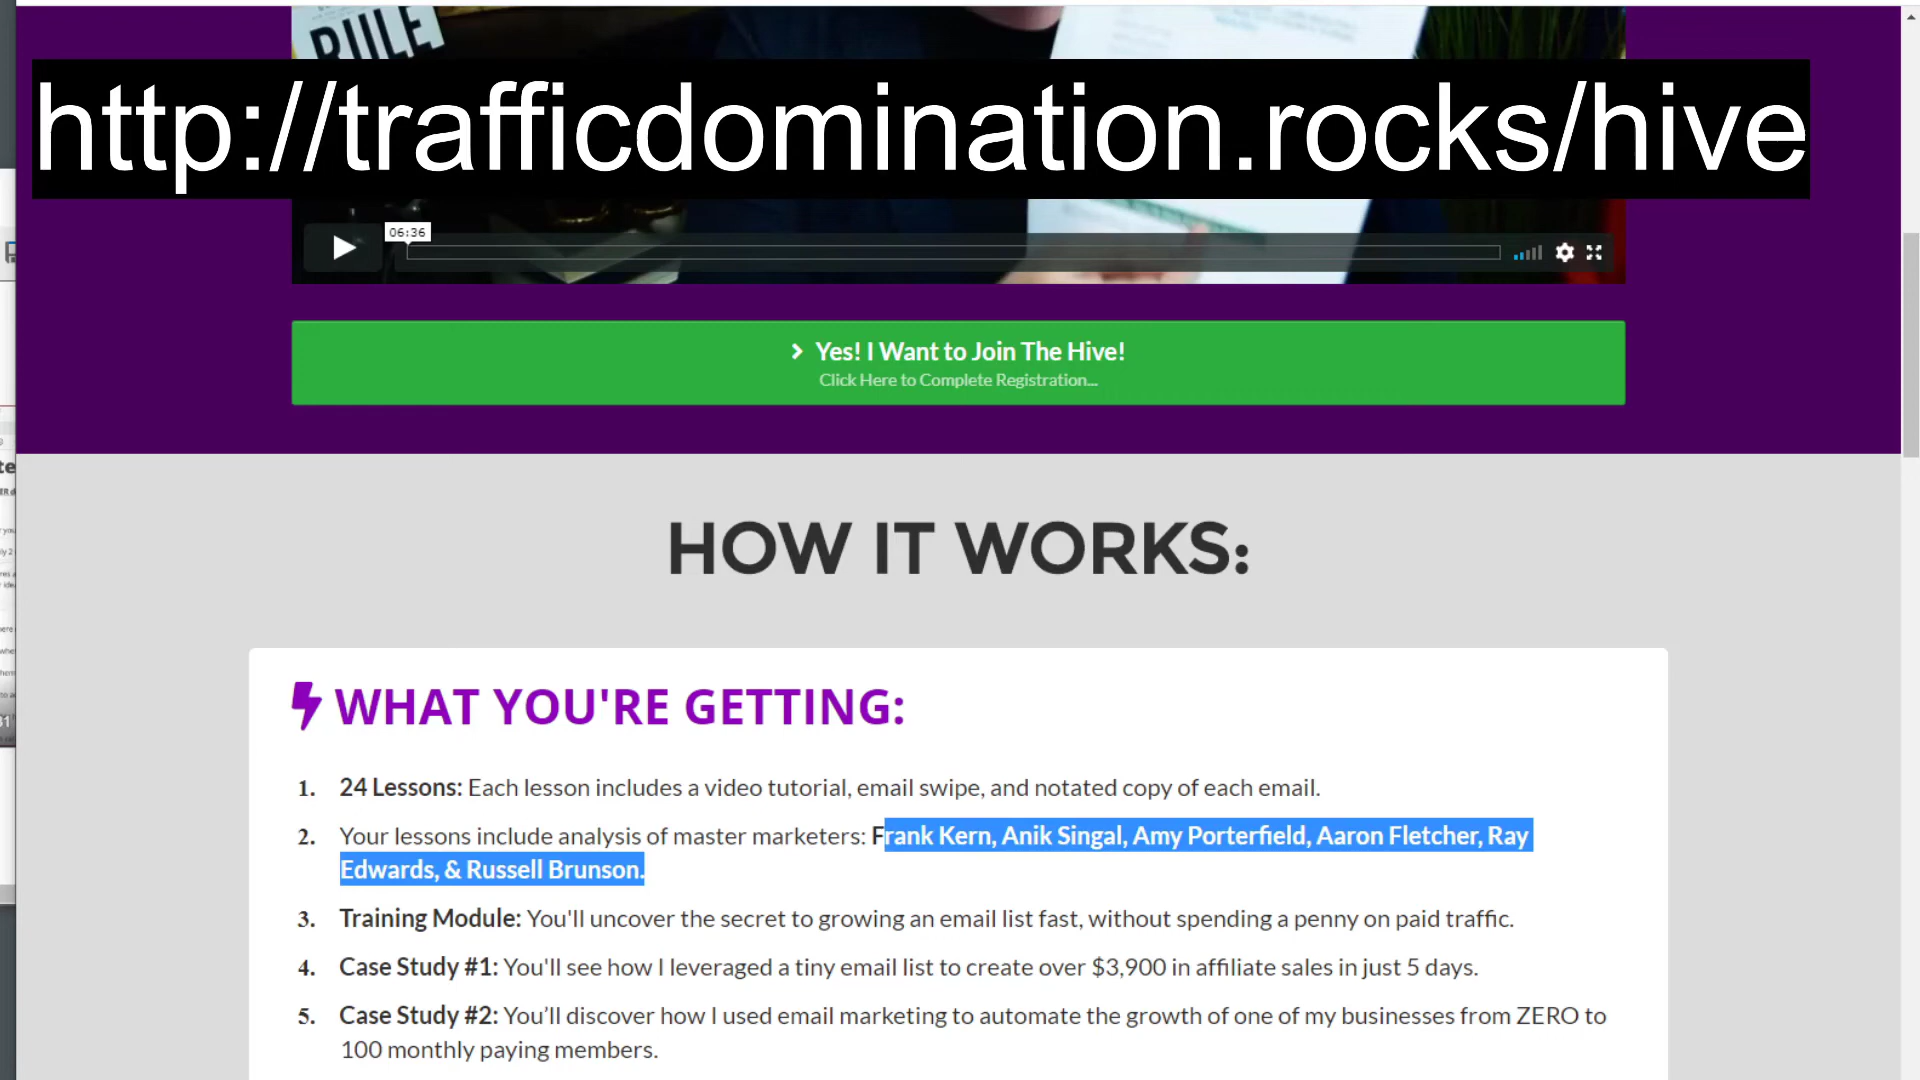 RULE
http://trafficdomination.rocks/hive
06:36
Yes! I Want to Join The Hive!
Click Here to Complete Registration...
HOW IT WORKS:
WHAT YOU'RE GETTING:
1. 24 Lessons: Each lesson includes a video tutorial, email swipe, and notated copy of each email.
2. Your lessons include analysis of master marketers: Frank Kern, Anik Singal, Amy Porterfield, Aaron Fletcher, Ray
Edwards, & Russell Brunson.
3. Training Module: You'll uncover the secret to growing an email list fast, without spending a penny on paid traffic.
4. Case Study #1: You'll see how I leveraged a tiny email list to create over $3,900 in affiliate sales in just 5 days.
5. Case Study #2: You’ll discover how I used email marketing to automate the growth of one of my businesses from ZERO to
100 monthly paying members.